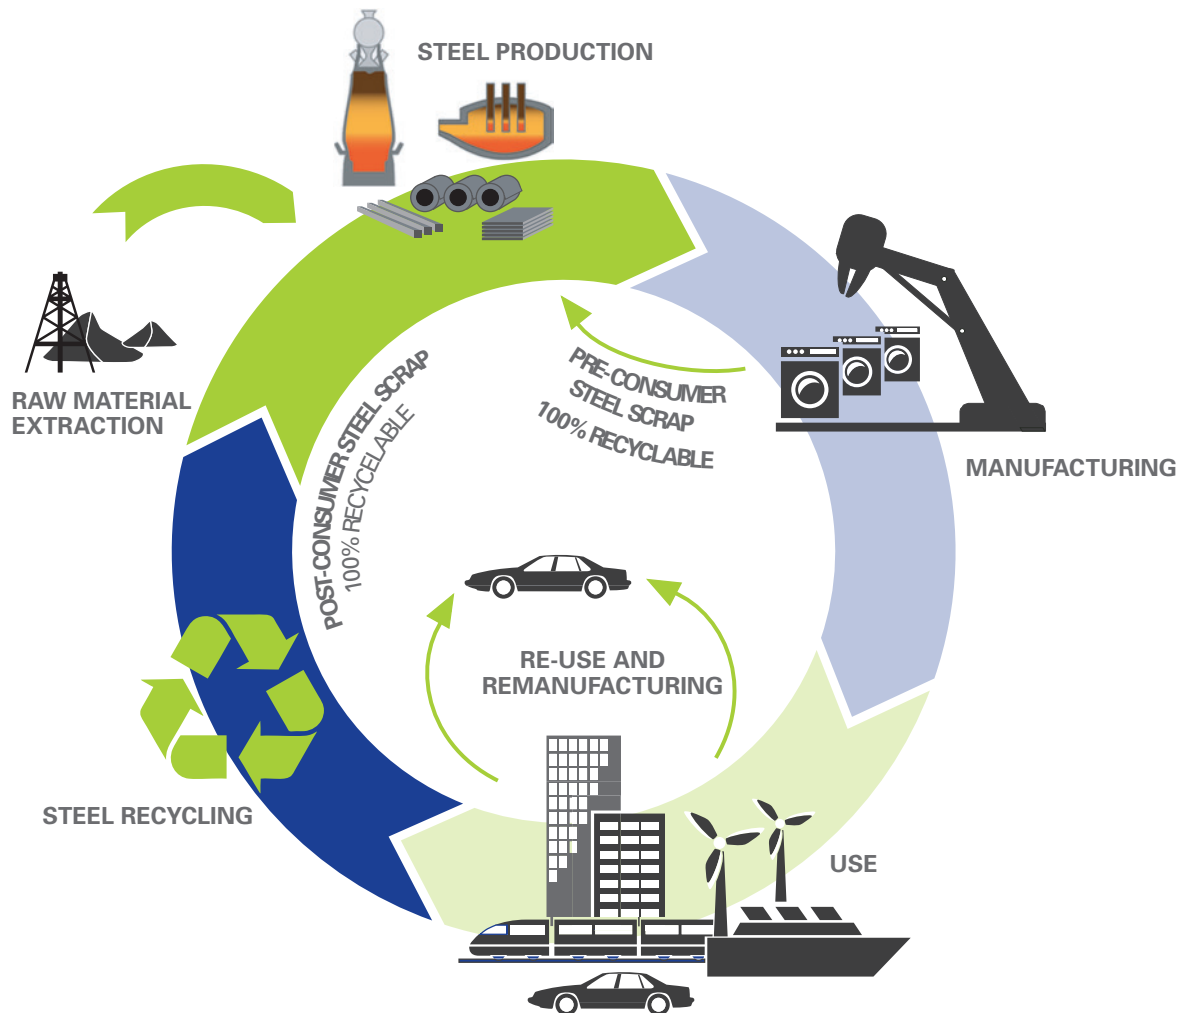 STEEL PRODUCTION
RAW MATERIAL
EXTRACTION
POST-CONSUMER STEEL SCRAP
100% RECYCELABLE
PRE-CONSUMER
STEEL SCRAP
100% RECYCLABLE
MANUFACTURING
RE-USE AND
REMANUFACTURING
STEEL RECYCLING
USE